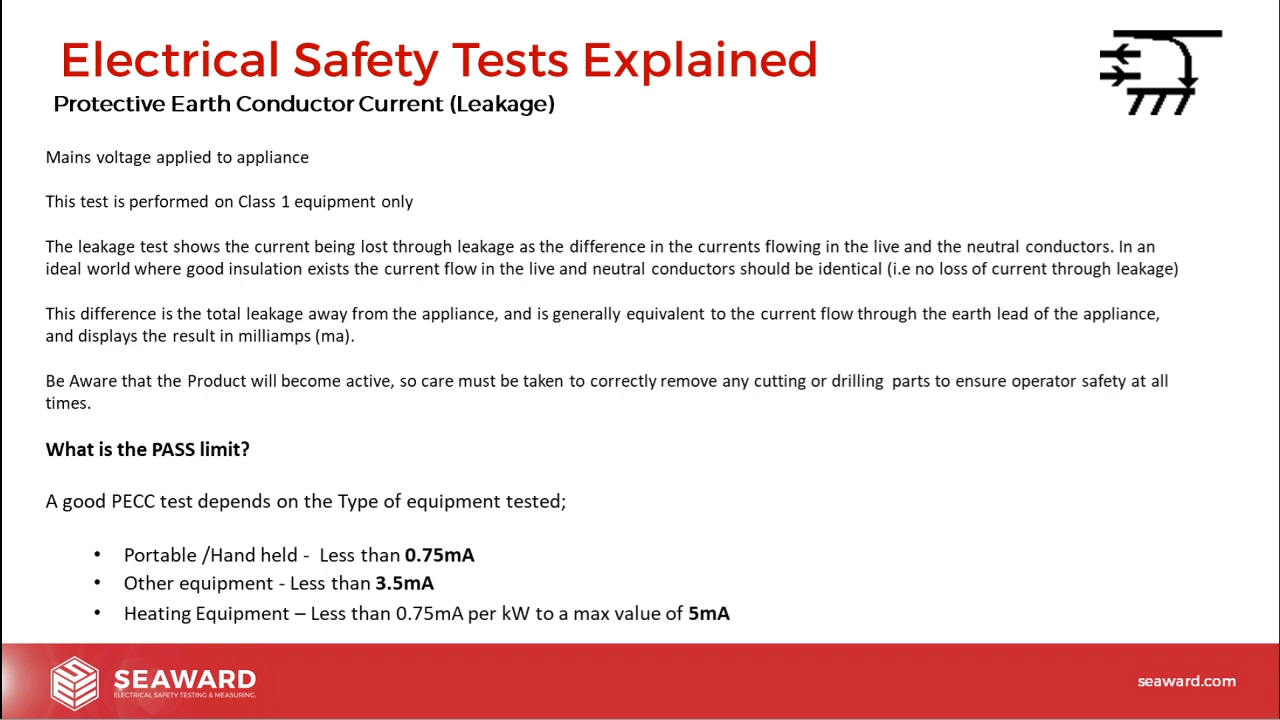 Electrical Safety Tests Explained
Protective Earth Conductor Current (Leakage)
Mains voltage applied to appliance
This test is performed on Class 1 equipment only
The leakage test shows the current being lost through leakage as the difference in the currents flowing in the live and the neutral conductors. In an
ideal world where good insulation exists the current flow in the live and neutral conductors should be identical (i.e no loss of current through leakage)
This difference is the total leakage away from the appliance, and is generally equivalent to the current flow through the earth lead of the appliance,
and displays the result in milliamps (ma).
Be Aware that the Product will become active, so care must be taken to correctly remove any cutting or drilling parts to ensure operator safety at all
times.
What is the PASS limit?
A good PECC test depends on the Type of equipment tested;
• Portable /Hand held - Less than 0.75mA
• Other equipment - Less than 3.5mA
• Heating Equipment – Less than 0.75mA per kW to a max value of 5mA
SEAWARD
ELECTRICAL SAFETY TESTING & MEASURING.
seaward.com